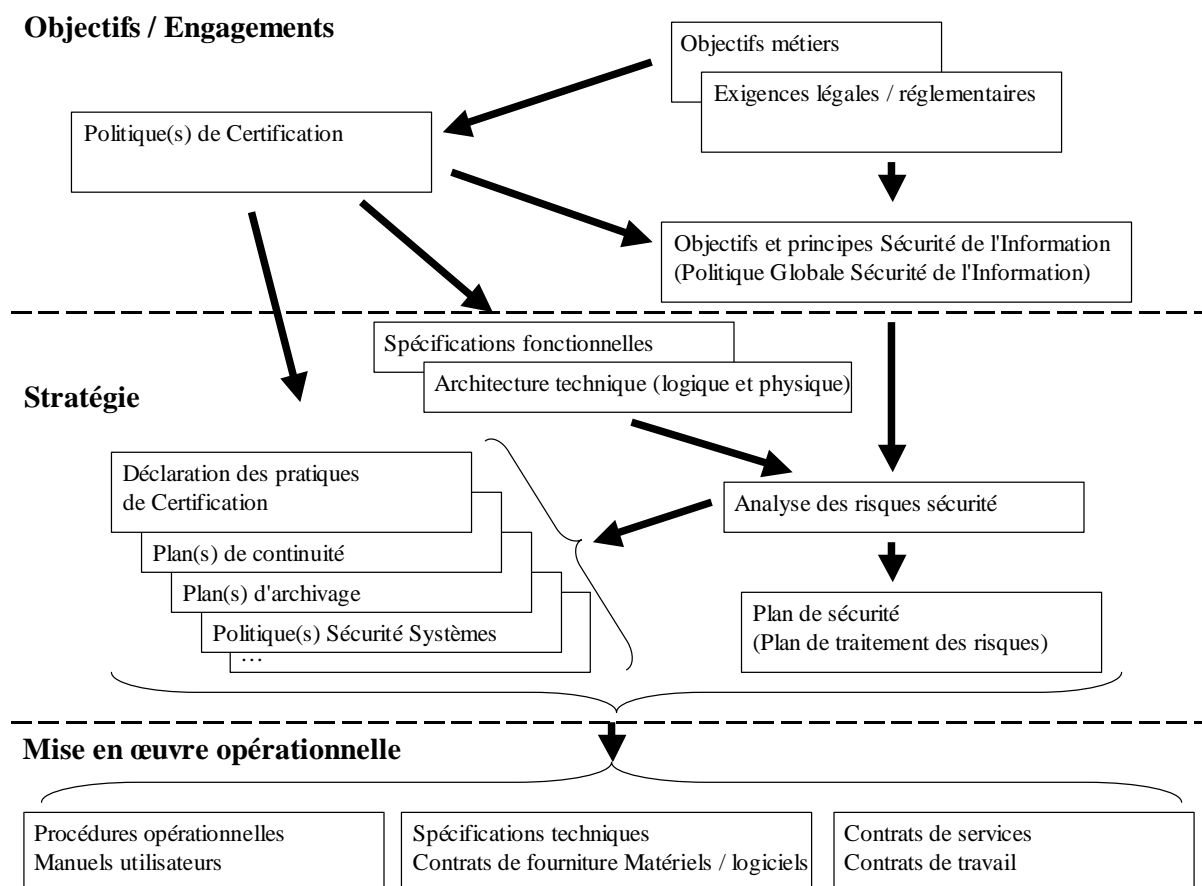 Objectifs / Engagements
Objectifs métiers
Exigences légales / réglementaires
Politique(s) de Certification
Objectifs et principes Sécurité de l'Information
(Politique Globale Sécurité de l'Information)
Spécifications fonctionnelles
Architecture technique (logique et physique)
Stratégie
Déclaration des pratiques
de Certification
Plan(s) de continuité
Plan(s) d'archivage
Politique(s) Sécurité Systèmes
…
Analyse des risques sécurité
Plan de sécurité
(Plan de traitement des risques)
Mise en œuvre opérationnelle
Procédures opérationnelles
Manuels utilisateurs
Spécifications techniques
Contrats de fourniture Matériels / logiciels
Contrats de services
Contrats de travail